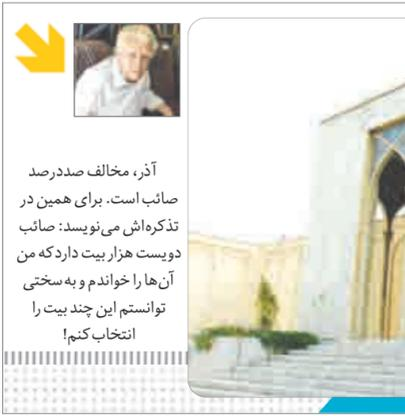 آذر، مخالف صددرصد
صائب است. برای همین در
تذکره‌اش می‌نویسد: صائب
دویست هزار بیت دارد که من
آن‌ها را خواندم و به سختی
توانستم این چند بیت را
انتخاب کنم!